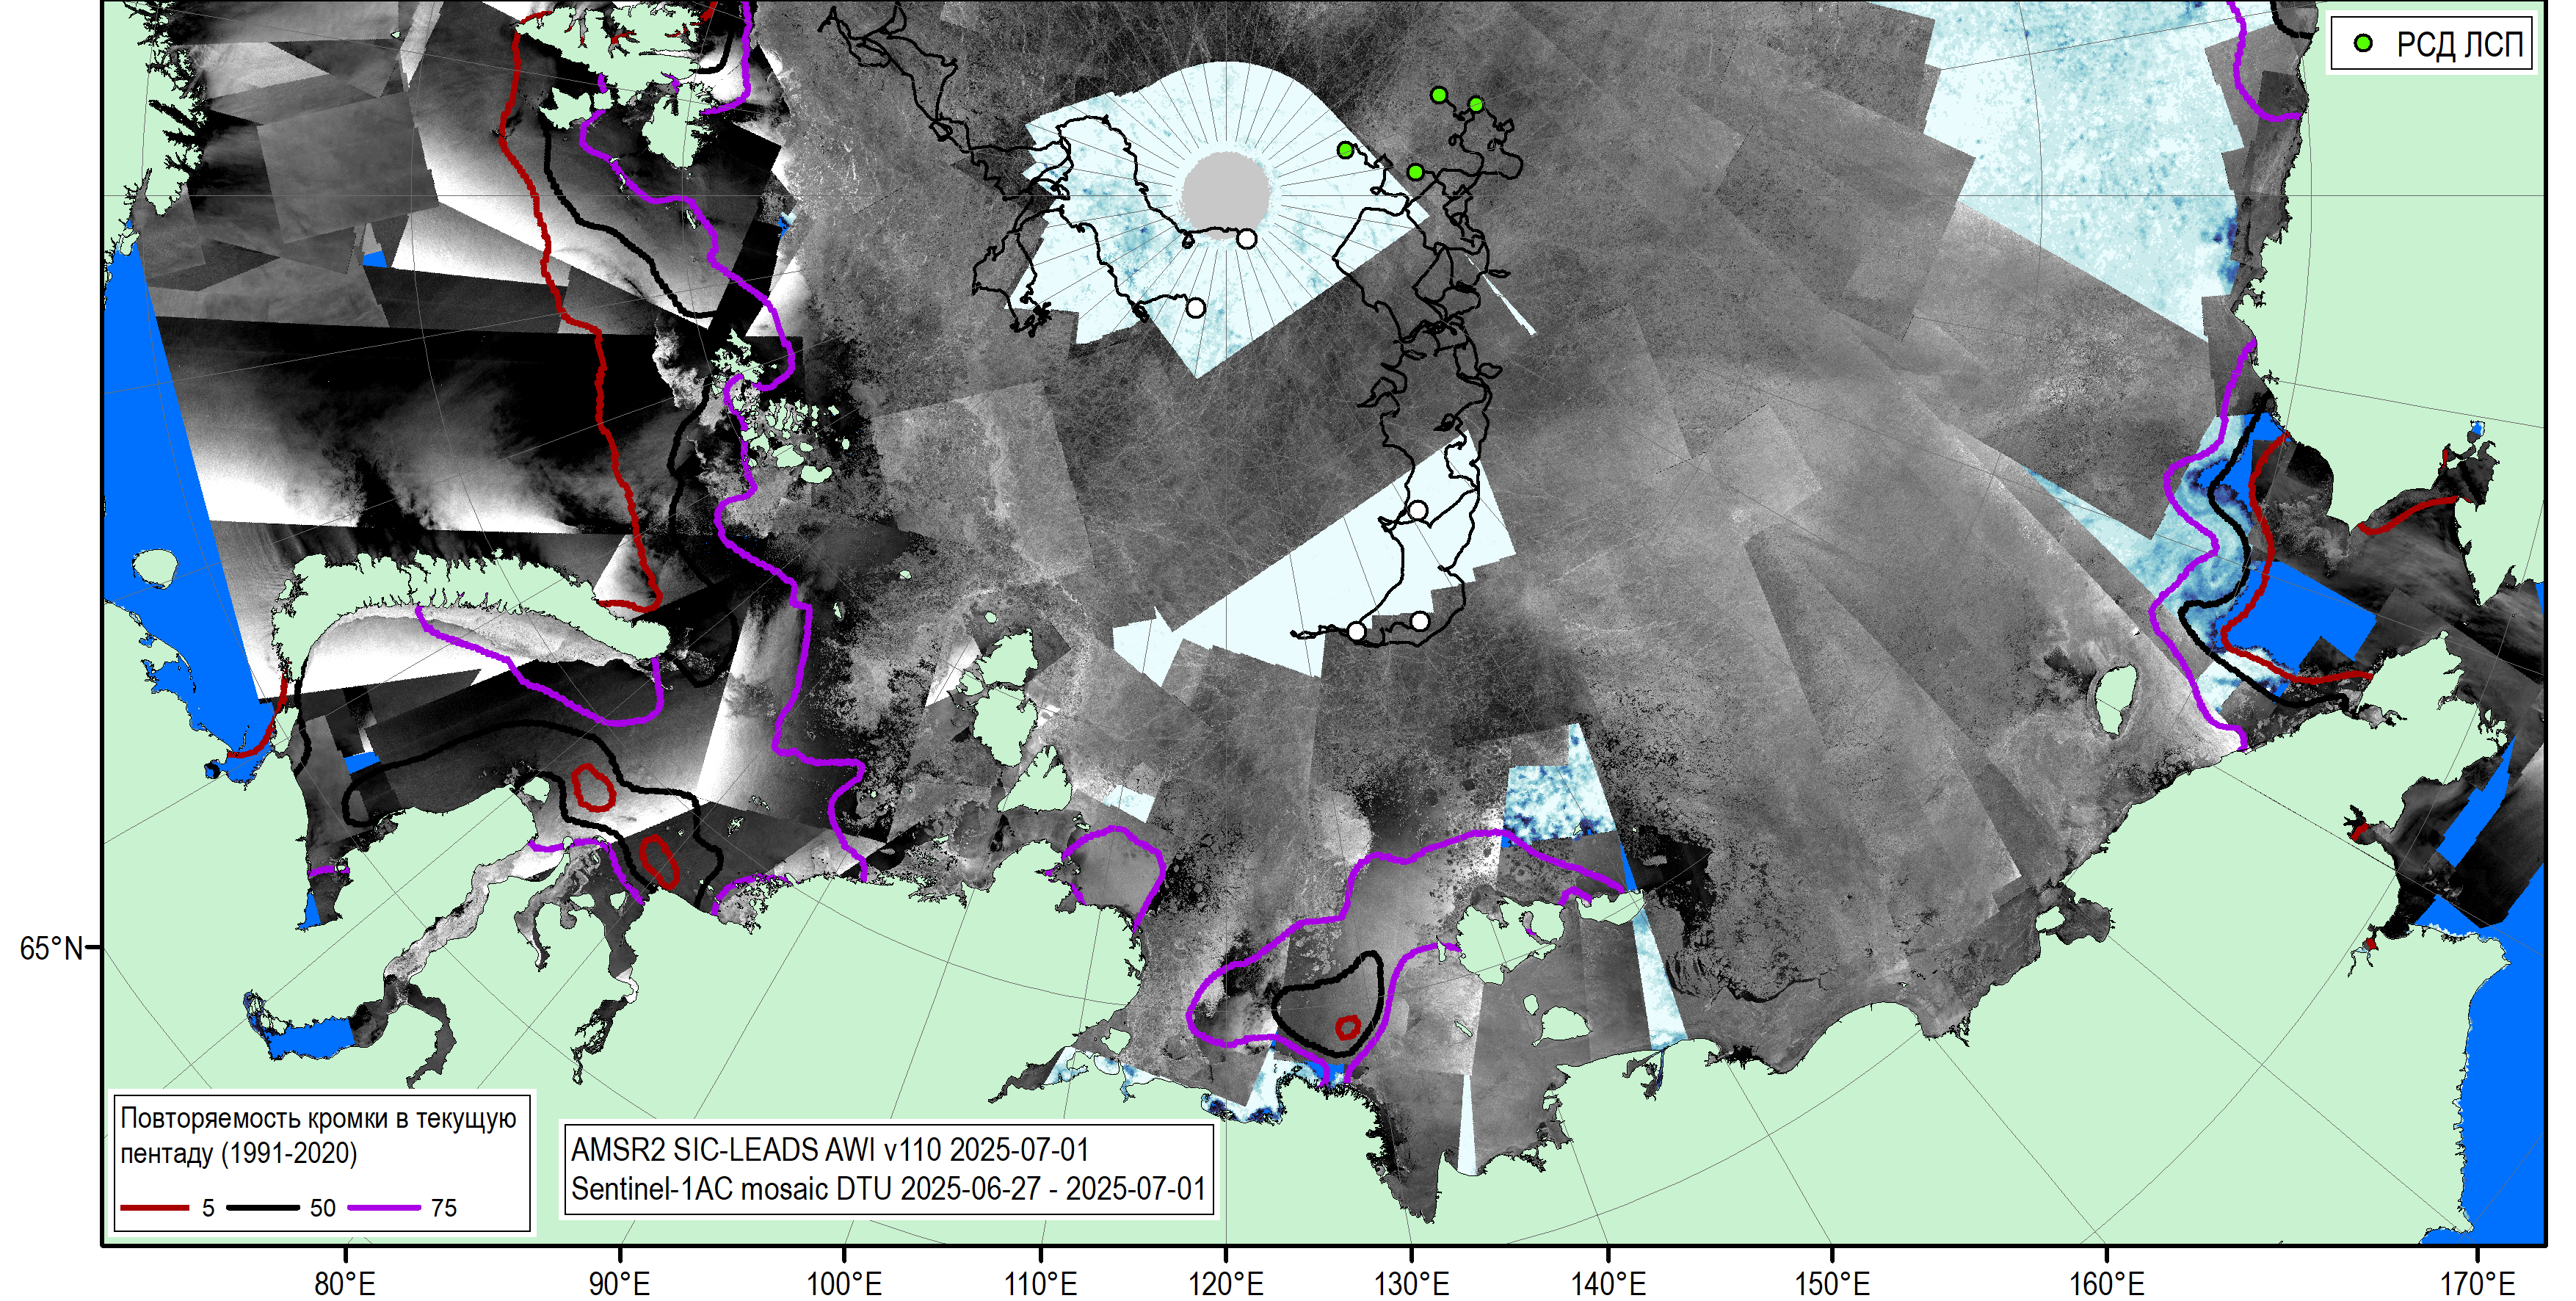 РСД ЛСП
65°N
Повторяемость кромки в текущую
пентаду (1991-2020)
5 50 75
AMSR2 SIC-LEADS AWI v110 2025-07-01
Sentinel-1AC mosaic DTU 2025-06-27 - 2025-07-01
80°E 90°E 100°E 110°E 120°E 130°E 140°E 150°E 160°E 170°E